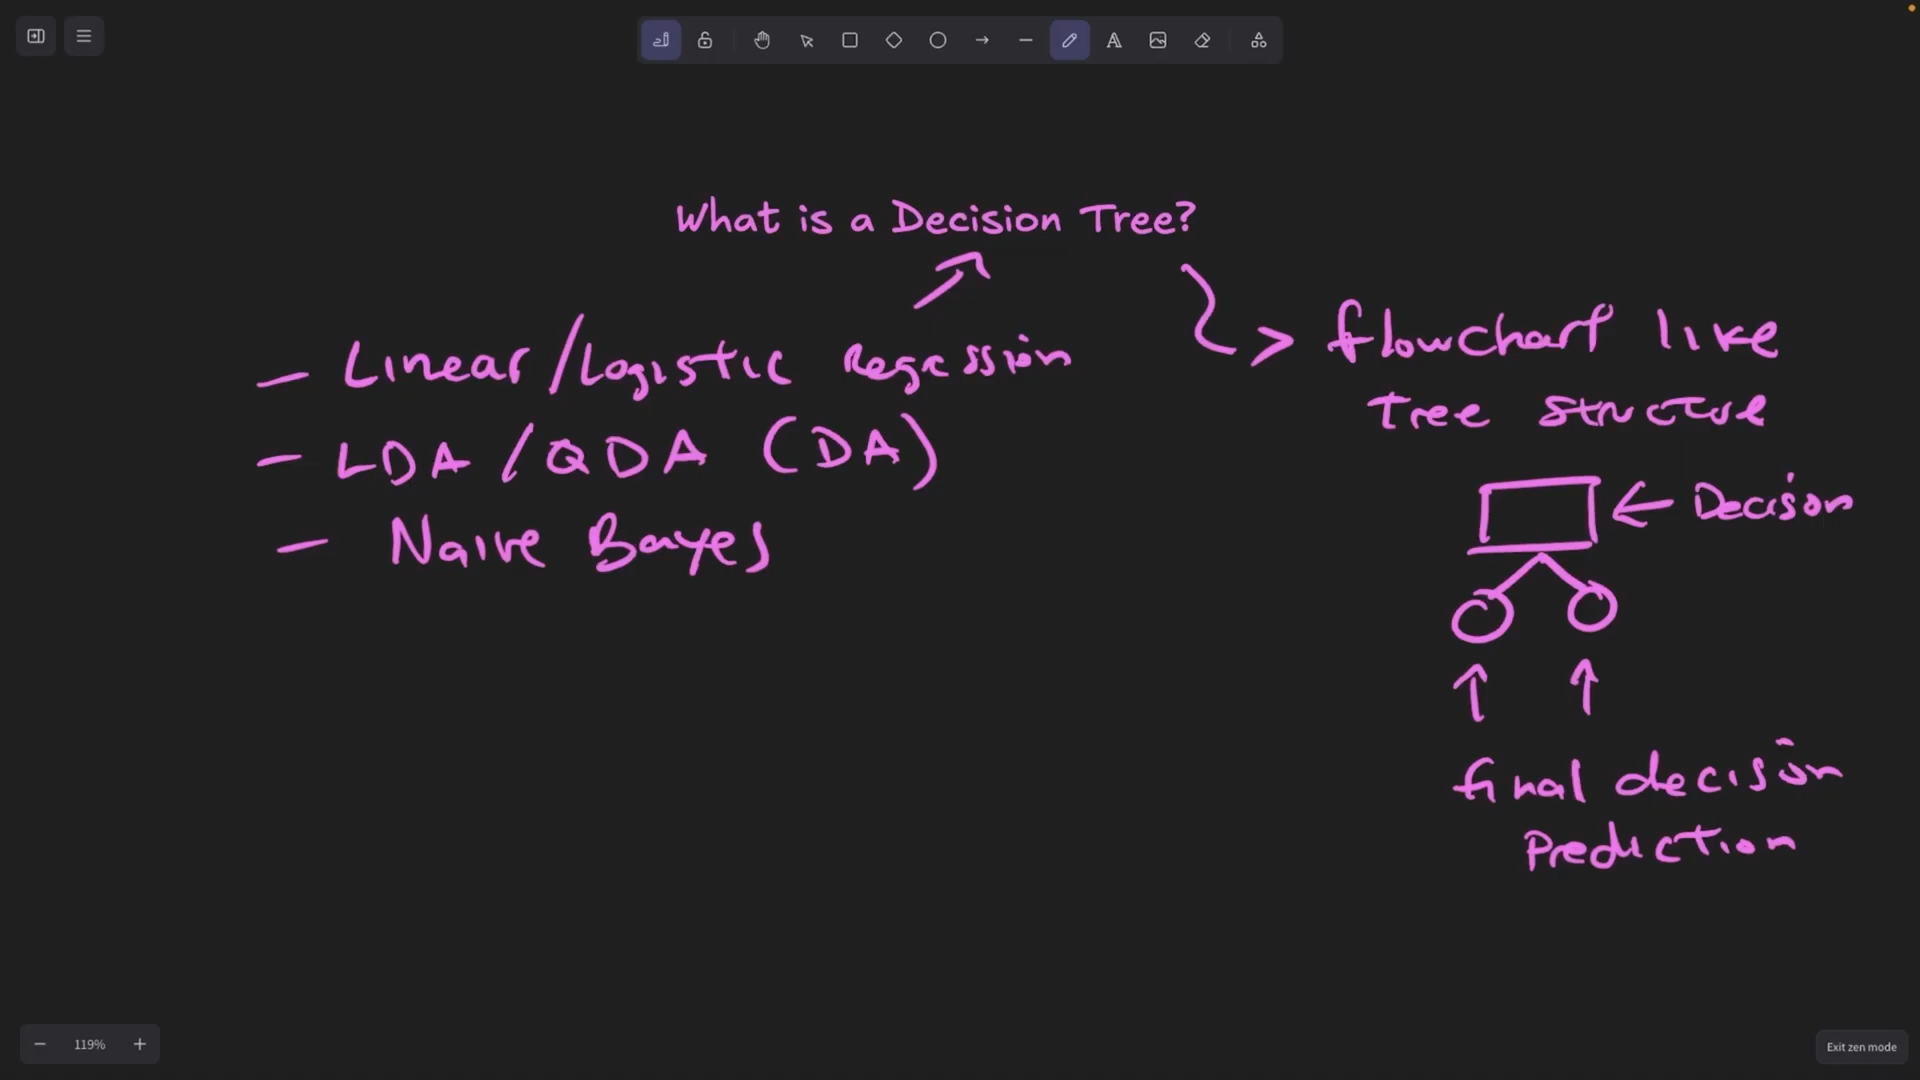 What is a Decision Tree?
- Linear/Logistic Regression
- LDA/QDA (DA)
- Naive Bayes
flowchart like
tree structure
Decision
final decision
Prediction
119%
Exit zen mode